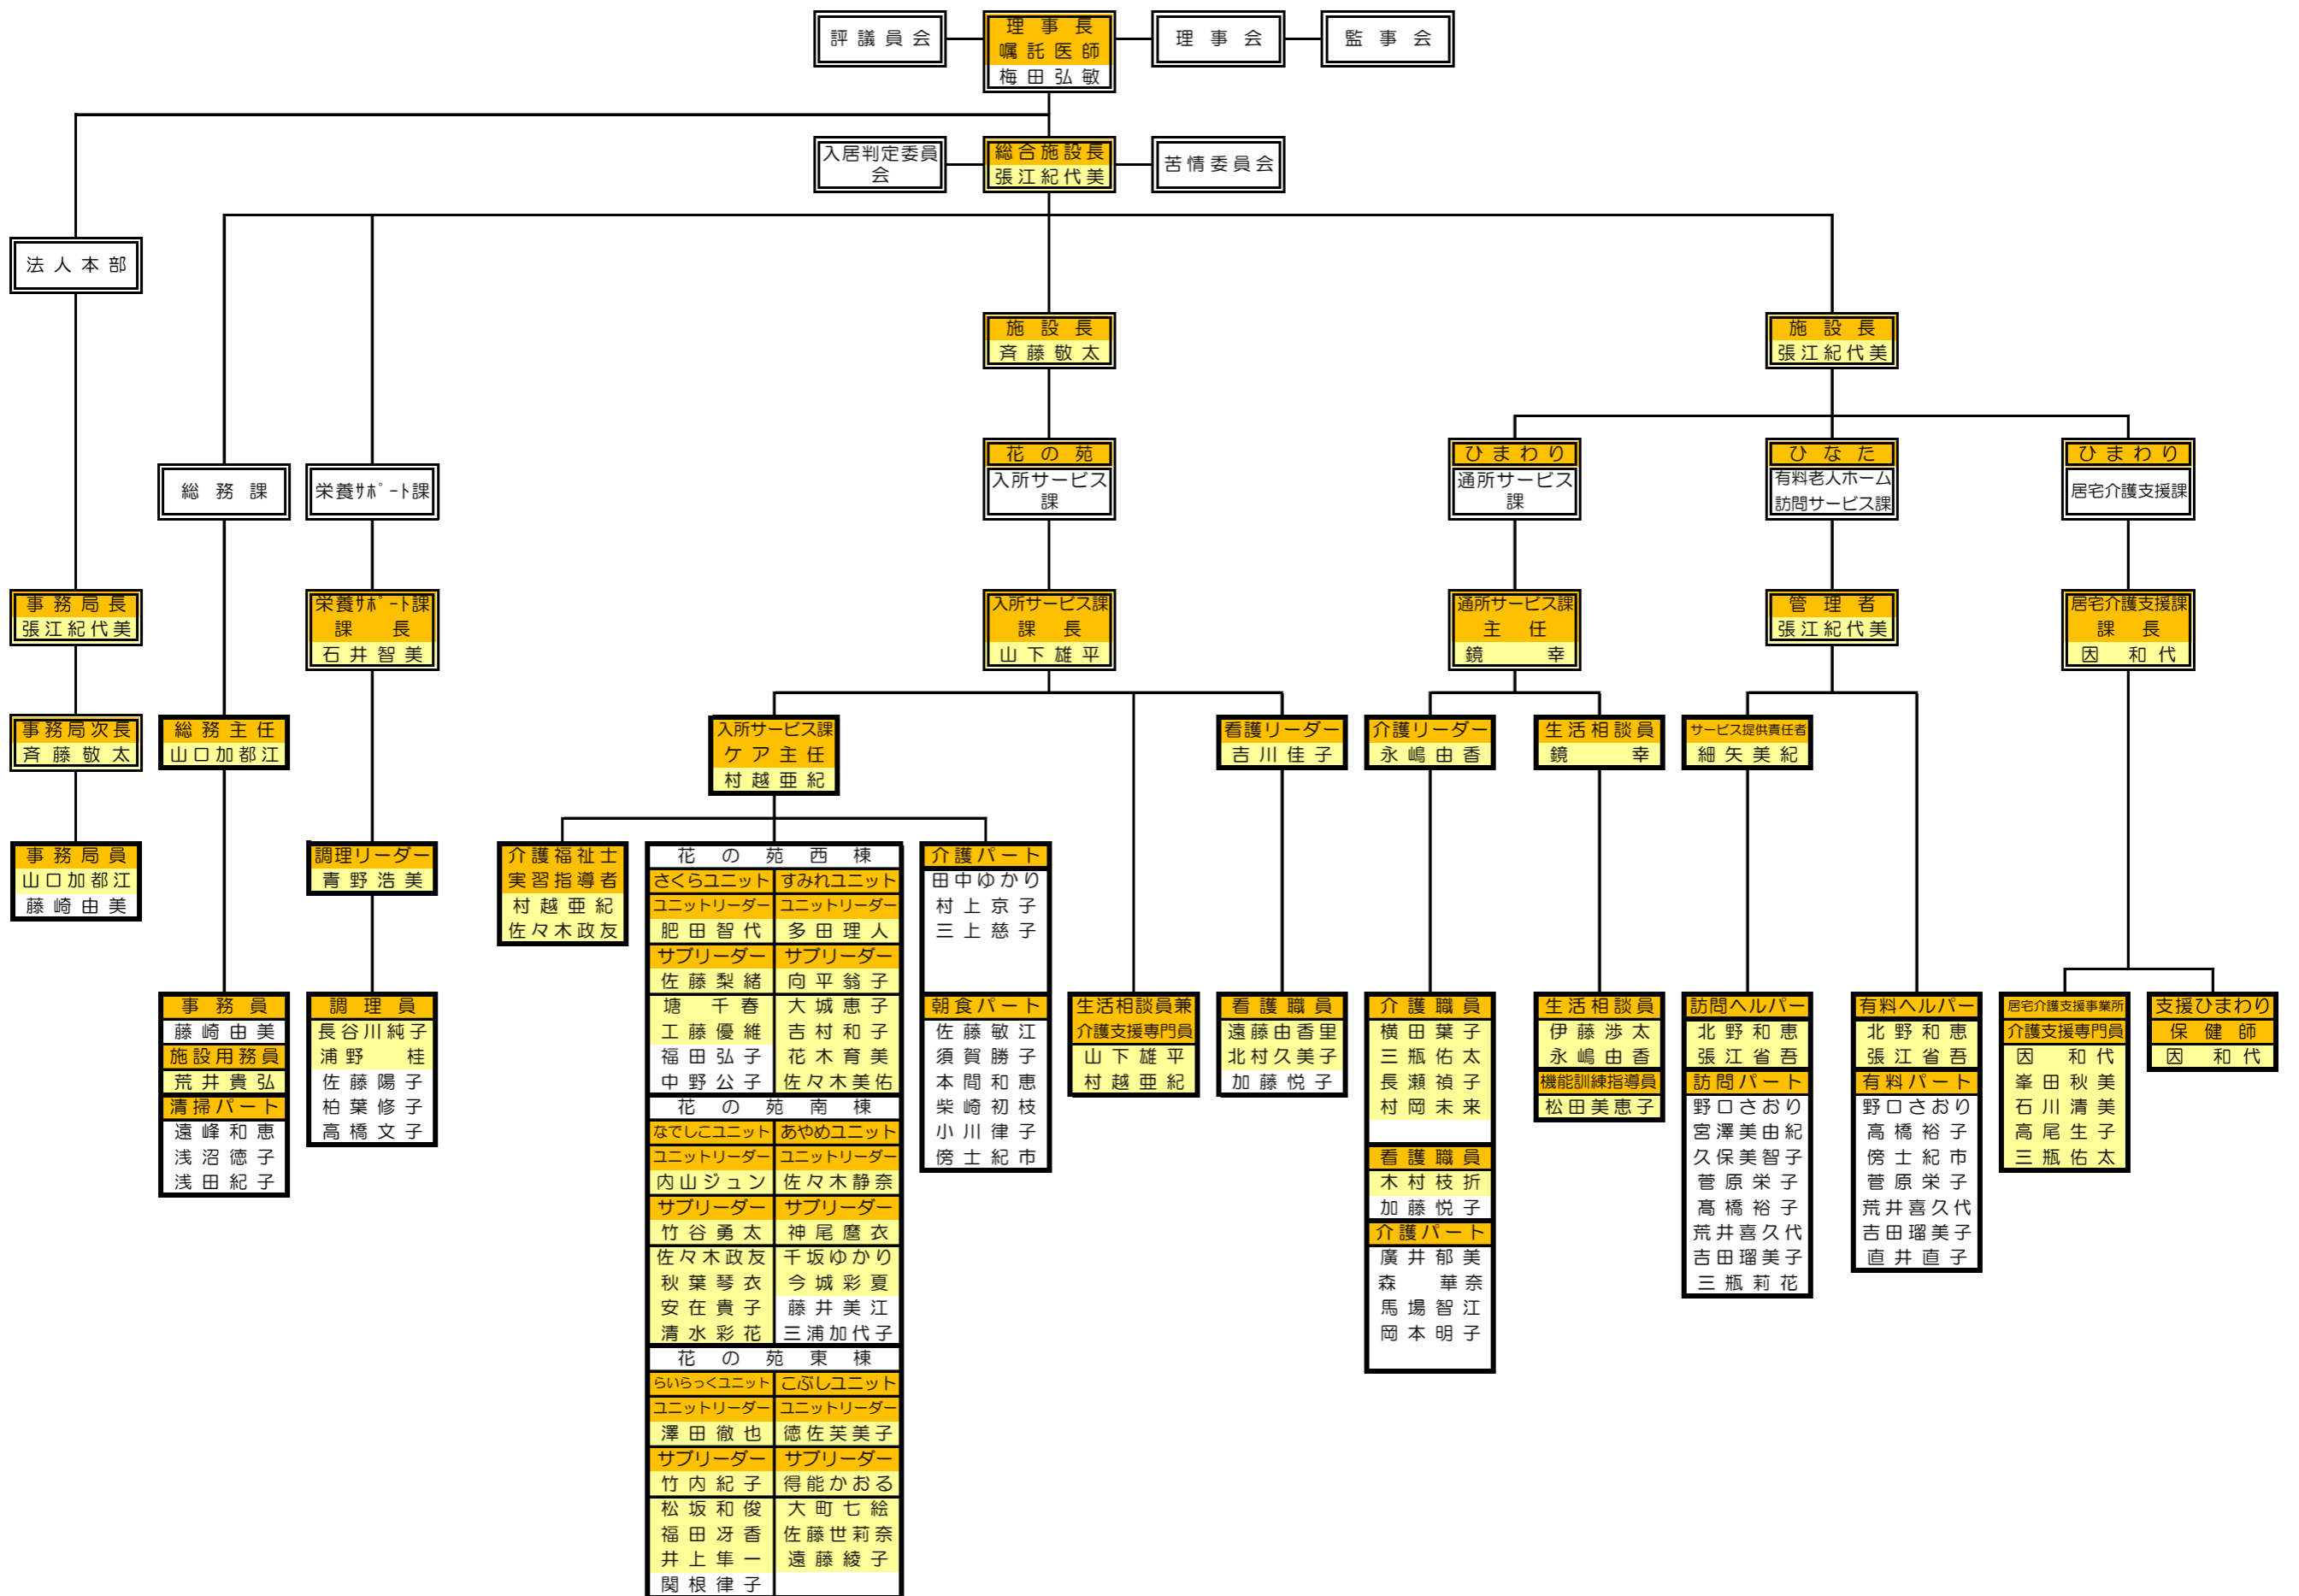 評議員会
理事長
嘱託医師
梅田弘敏
理事会
監事会
入居判定委員
会
総合施設長
張江紀代美
苦情委員会
法人本部
施設長
斉藤敬太
施設長
張江紀代美
総務課
栄養ｻﾎﾟｰﾄ課
花の苑
入所サービス
課
ひまわり
通所サービス
課
ひなた
有料老人ホーム
訪問サービス課
ひまわり
居宅介護支援課
事務局長
張江紀代美
栄養ｻﾎﾟｰﾄ課
課長
石井智美
入所サービス課
課長
山下雄平
通所サービス課
主任
鏡　幸
管理者
張江紀代美
居宅介護支援課
課長
因　和代
事務局次長
斉藤敬太
総務主任
山口加都江
入所サービス課
ケア主任
村越亜紀
看護リーダー
吉川佳子
介護リーダー
永嶋由香
生活相談員
鏡　幸
サービス提供責任者
細矢美紀
事務局員
山口加都江
藤崎由美
調理リーダー
青野浩美
介護福祉士
実習指導者
村越亜紀
佐々木政友
花の苑西棟
さくらユニット
ユニットリーダー
肥田智代
サブリーダー
佐藤梨緒
塘　千春
工藤優維
福田弘子
中野公子
すみれユニット
ユニットリーダー
多田理人
サブリーダー
向平翁子
大城恵子
吉村和子
花木育美
佐々木美佑
花の苑南棟
なでしこユニット
ユニットリーダー
内山ジュン
サブリーダー
竹谷勇太
佐々木政友
秋葉琴衣
安在貴子
清水彩花
あやめユニット
ユニットリーダー
佐々木静奈
サブリーダー
神尾麿衣
千坂ゆかり
今城彩夏
藤井美江
三浦加代子
花の苑東棟
らいらっくユニット
ユニットリーダー
澤田徹也
サブリーダー
竹内紀子
松坂和俊
福田冴香
井上隼一
関根律子
こぶしユニット
ユニットリーダー
徳佐芙美子
サブリーダー
得能かおる
大町七絵
佐藤世莉奈
遠藤綾子
介護パート
田中ゆかり
村上京子
三上慈子
朝食パート
佐藤敏江
須賀勝子
本間和恵
柴崎初枝
小川律子
傍士紀市
事務員
藤崎由美
施設用務員
荒井貴弘
清掃パート
遠峰和恵
浅沼徳子
浅田紀子
調理員
長谷川純子
浦野　桂
佐藤陽子
柏葉修子
高橋文子
生活相談員兼
介護支援専門員
山下雄平
村越亜紀
看護職員
遠藤由香里
北村久美子
加藤悦子
介護職員
横田葉子
三瓶佑太
長瀬禎子
村岡未来
看護職員
木村枝折
加藤悦子
介護パート
廣井郁美
森　華奈
馬場智江
岡本明子
生活相談員
伊藤渉太
永嶋由香
機能訓練指導員
松田美恵子
訪問ヘルパー
北野和恵
張江省吾
訪問パート
野口さおり
宮澤美由紀
久保美智子
菅原栄子
髙橋裕子
荒井喜久代
吉田瑠美子
三瓶莉花
有料ヘルパー
北野和恵
張江省吾
有料パート
野口さおり
高橋裕子
傍士紀市
菅原栄子
荒井喜久代
吉田瑠美子
直井直子
居宅介護支援事業所
介護支援専門員
因　和代
峯田秋美
石川清美
高尾生子
三瓶佑太
支援ひまわり
保健師
因　和代